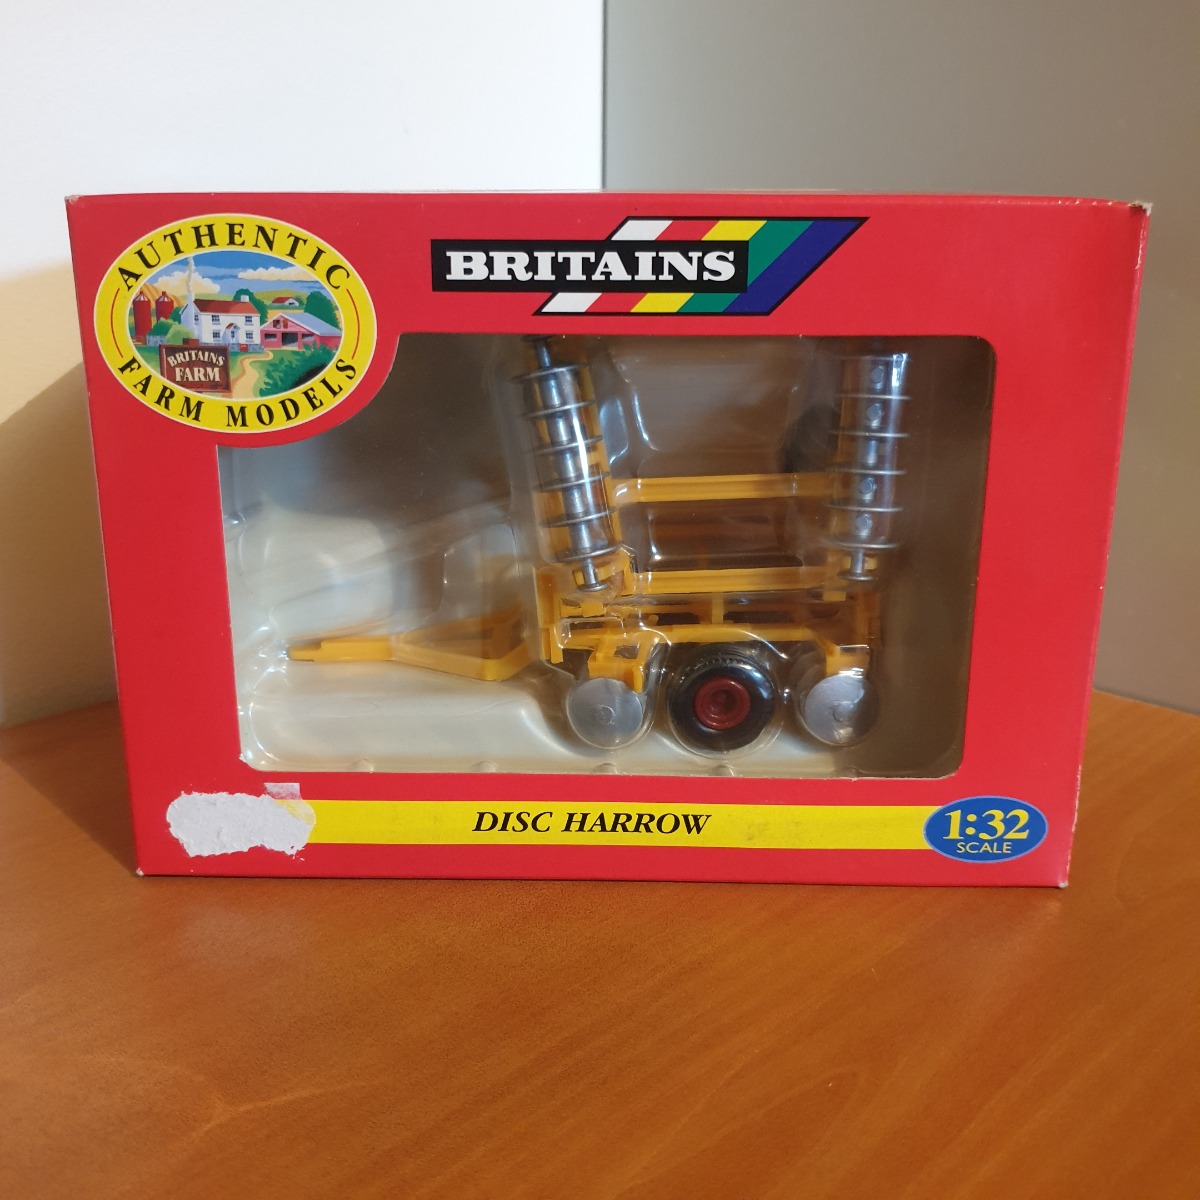 AUTHENTIC
FARM MODELS
BRITAINS
FARM
BRITAINS
DISC HARROW
1:32
SCALE